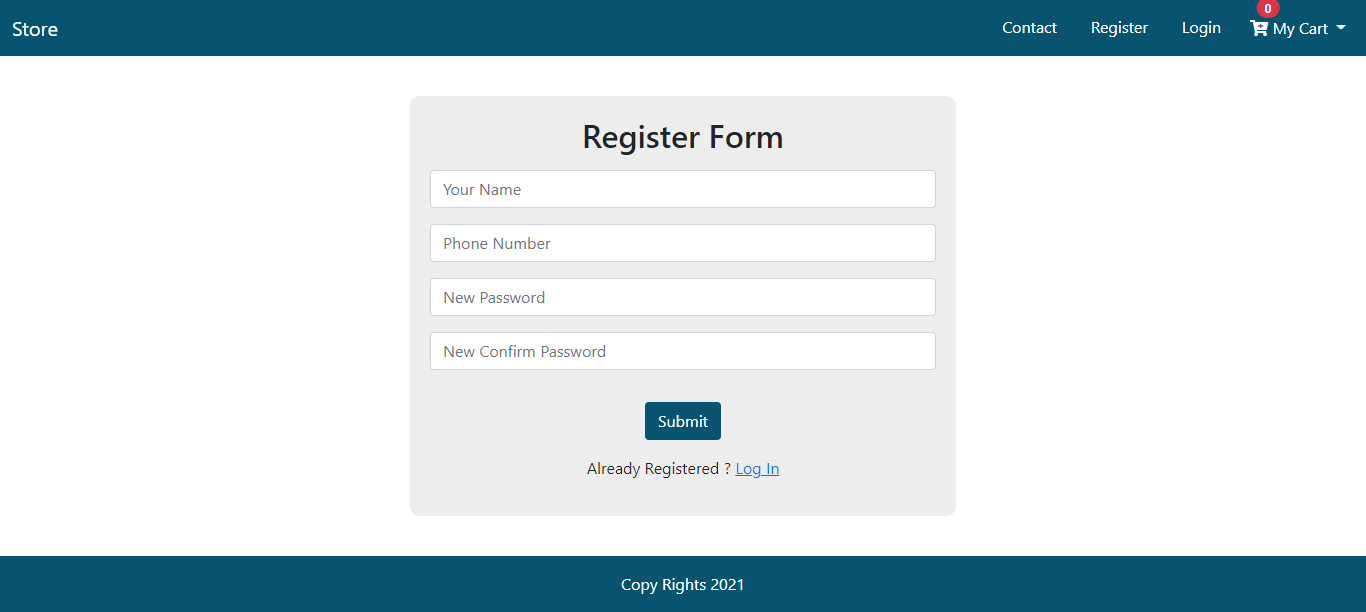 Store
Contact Register Login 0 My Cart
Register Form
Your Name
Phone Number
New Password
New Confirm Password
Submit
Already Registered ? Log In
Copy Rights 2021